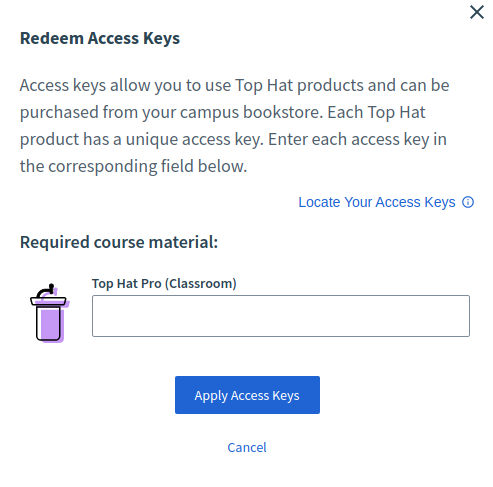 Redeem Access Keys
Access keys allow you to use Top Hat products and can be
purchased from your campus bookstore. Each Top Hat
product has a unique access key. Enter each access key in
the corresponding field below.
Locate Your Access Keys
Required course material:
Top Hat Pro (Classroom)
Apply Access Keys
Cancel